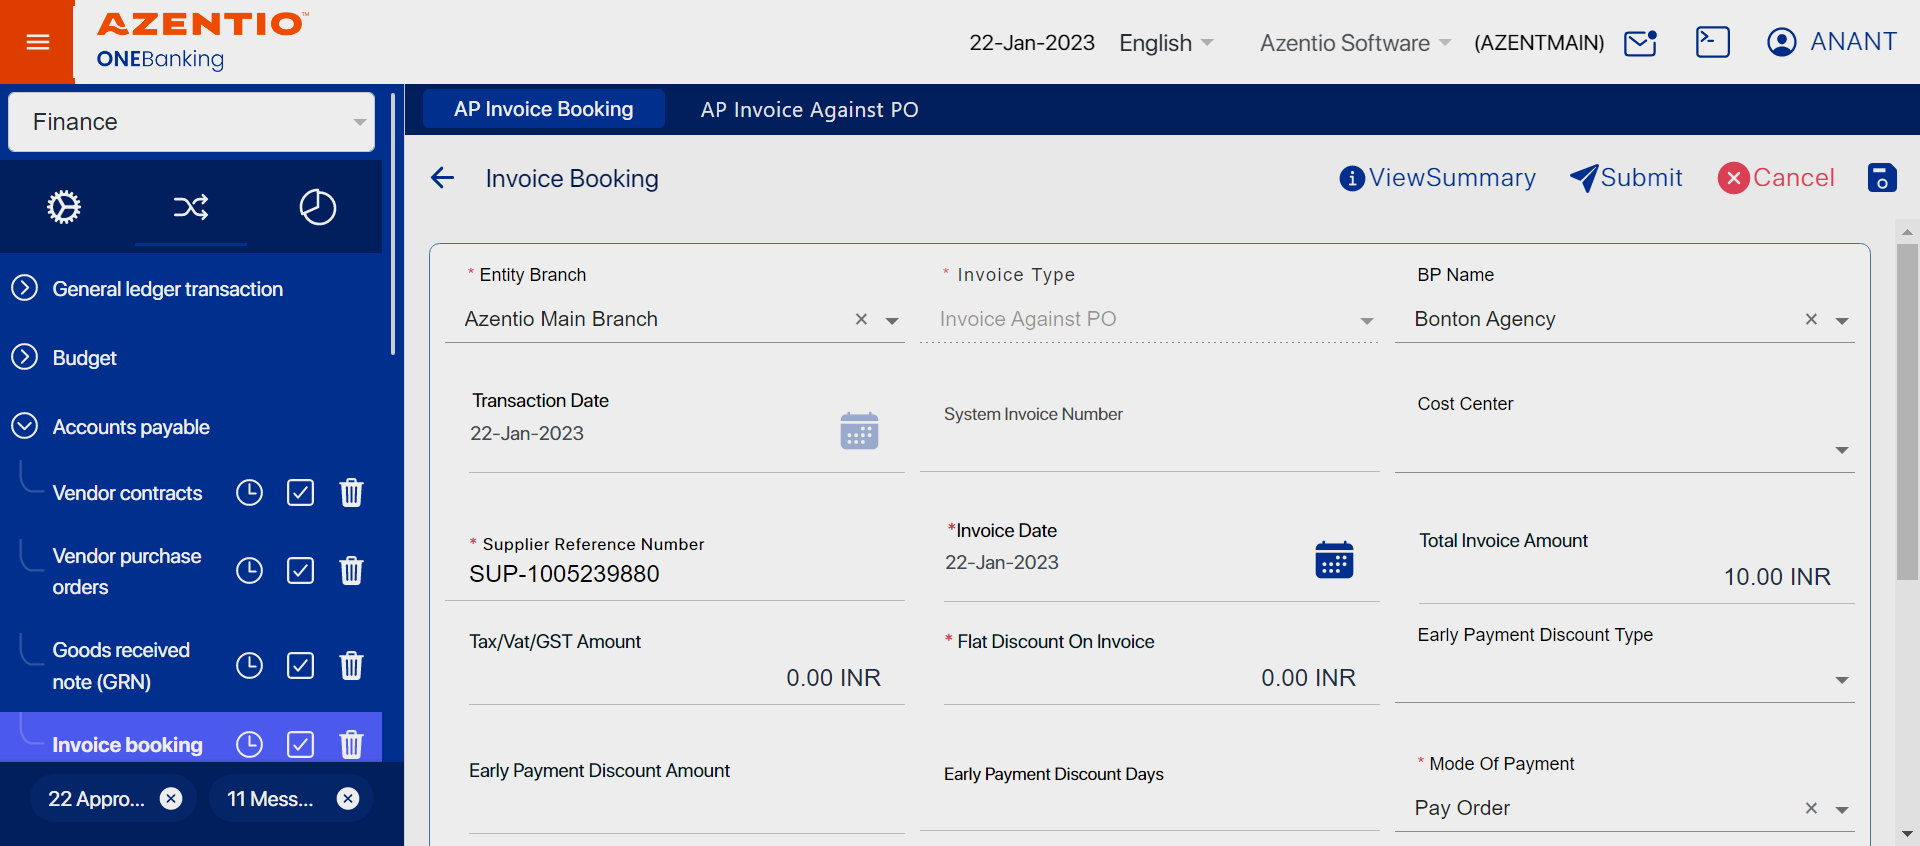 AZENTIO™
ONEBanking
22-Jan-2023
English
Azentio Software
(AZENTMAIN)
ANANT
Finance
General ledger transaction
Budget
Accounts payable
Vendor contracts
Vendor purchase
orders
Goods received
note (GRN)
Invoice booking
22 Appro...
11 Mess...
AP Invoice Booking
AP Invoice Against PO
Invoice Booking
ViewSummary
Submit
Cancel
* Entity Branch
Azentio Main Branch
* Invoice Type
Invoice Against PO
BP Name
Bonton Agency
Transaction Date
22-Jan-2023
System Invoice Number
Cost Center
* Supplier Reference Number
SUP-1005239880
*Invoice Date
22-Jan-2023
Total Invoice Amount
10.00 INR
Tax/Vat/GST Amount
0.00 INR
* Flat Discount On Invoice
0.00 INR
Early Payment Discount Type
Early Payment Discount Amount
Early Payment Discount Days
* Mode Of Payment
Pay Order